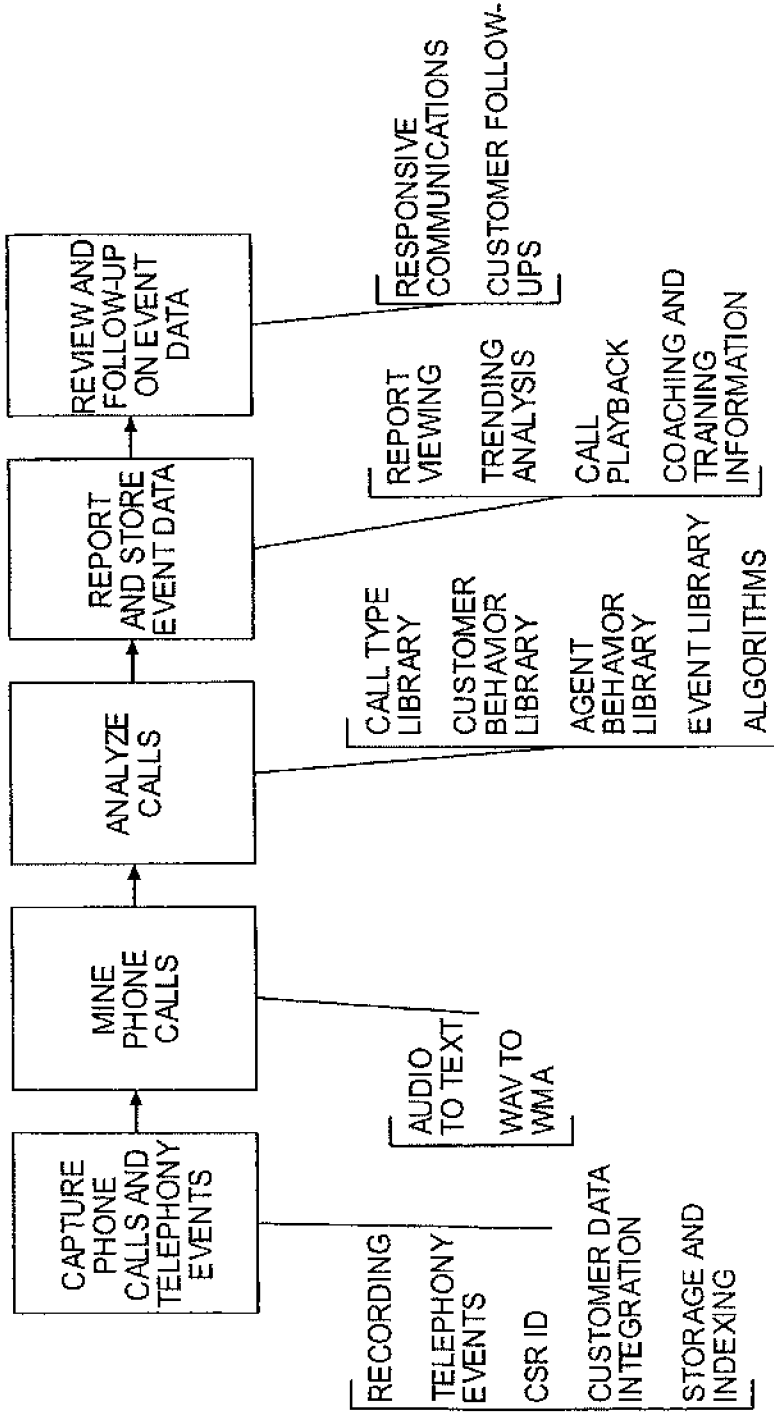 CAPTURE
PHONE
CALLS AND
TELEPHONY
EVENTS
MINE
PHONE
CALLS
ANALYZE
CALLS
REPORT
AND STORE
EVENT DATA
REVIEW AND
FOLLOW-UP
ON EVENT
DATA
RECORDING
TELEPHONY
EVENTS
CSR ID
CUSTOMER DATA
INTEGRATION
STORAGE AND
INDEXING
AUDIO
TO TEXT
WAV TO
WMA
CALL TYPE
LIBRARY
CUSTOMER
BEHAVIOR
LIBRARY
AGENT
BEHAVIOR
LIBRARY
EVENT LIBRARY
ALGORITHMS
REPORT
VIEWING
TRENDING
ANALYSIS
CALL
PLAYBACK
COACHING AND
TRAINING
INFORMATION
RESPONSIVE
COMMUNICATIONS
CUSTOMER FOLLOW-
UPS